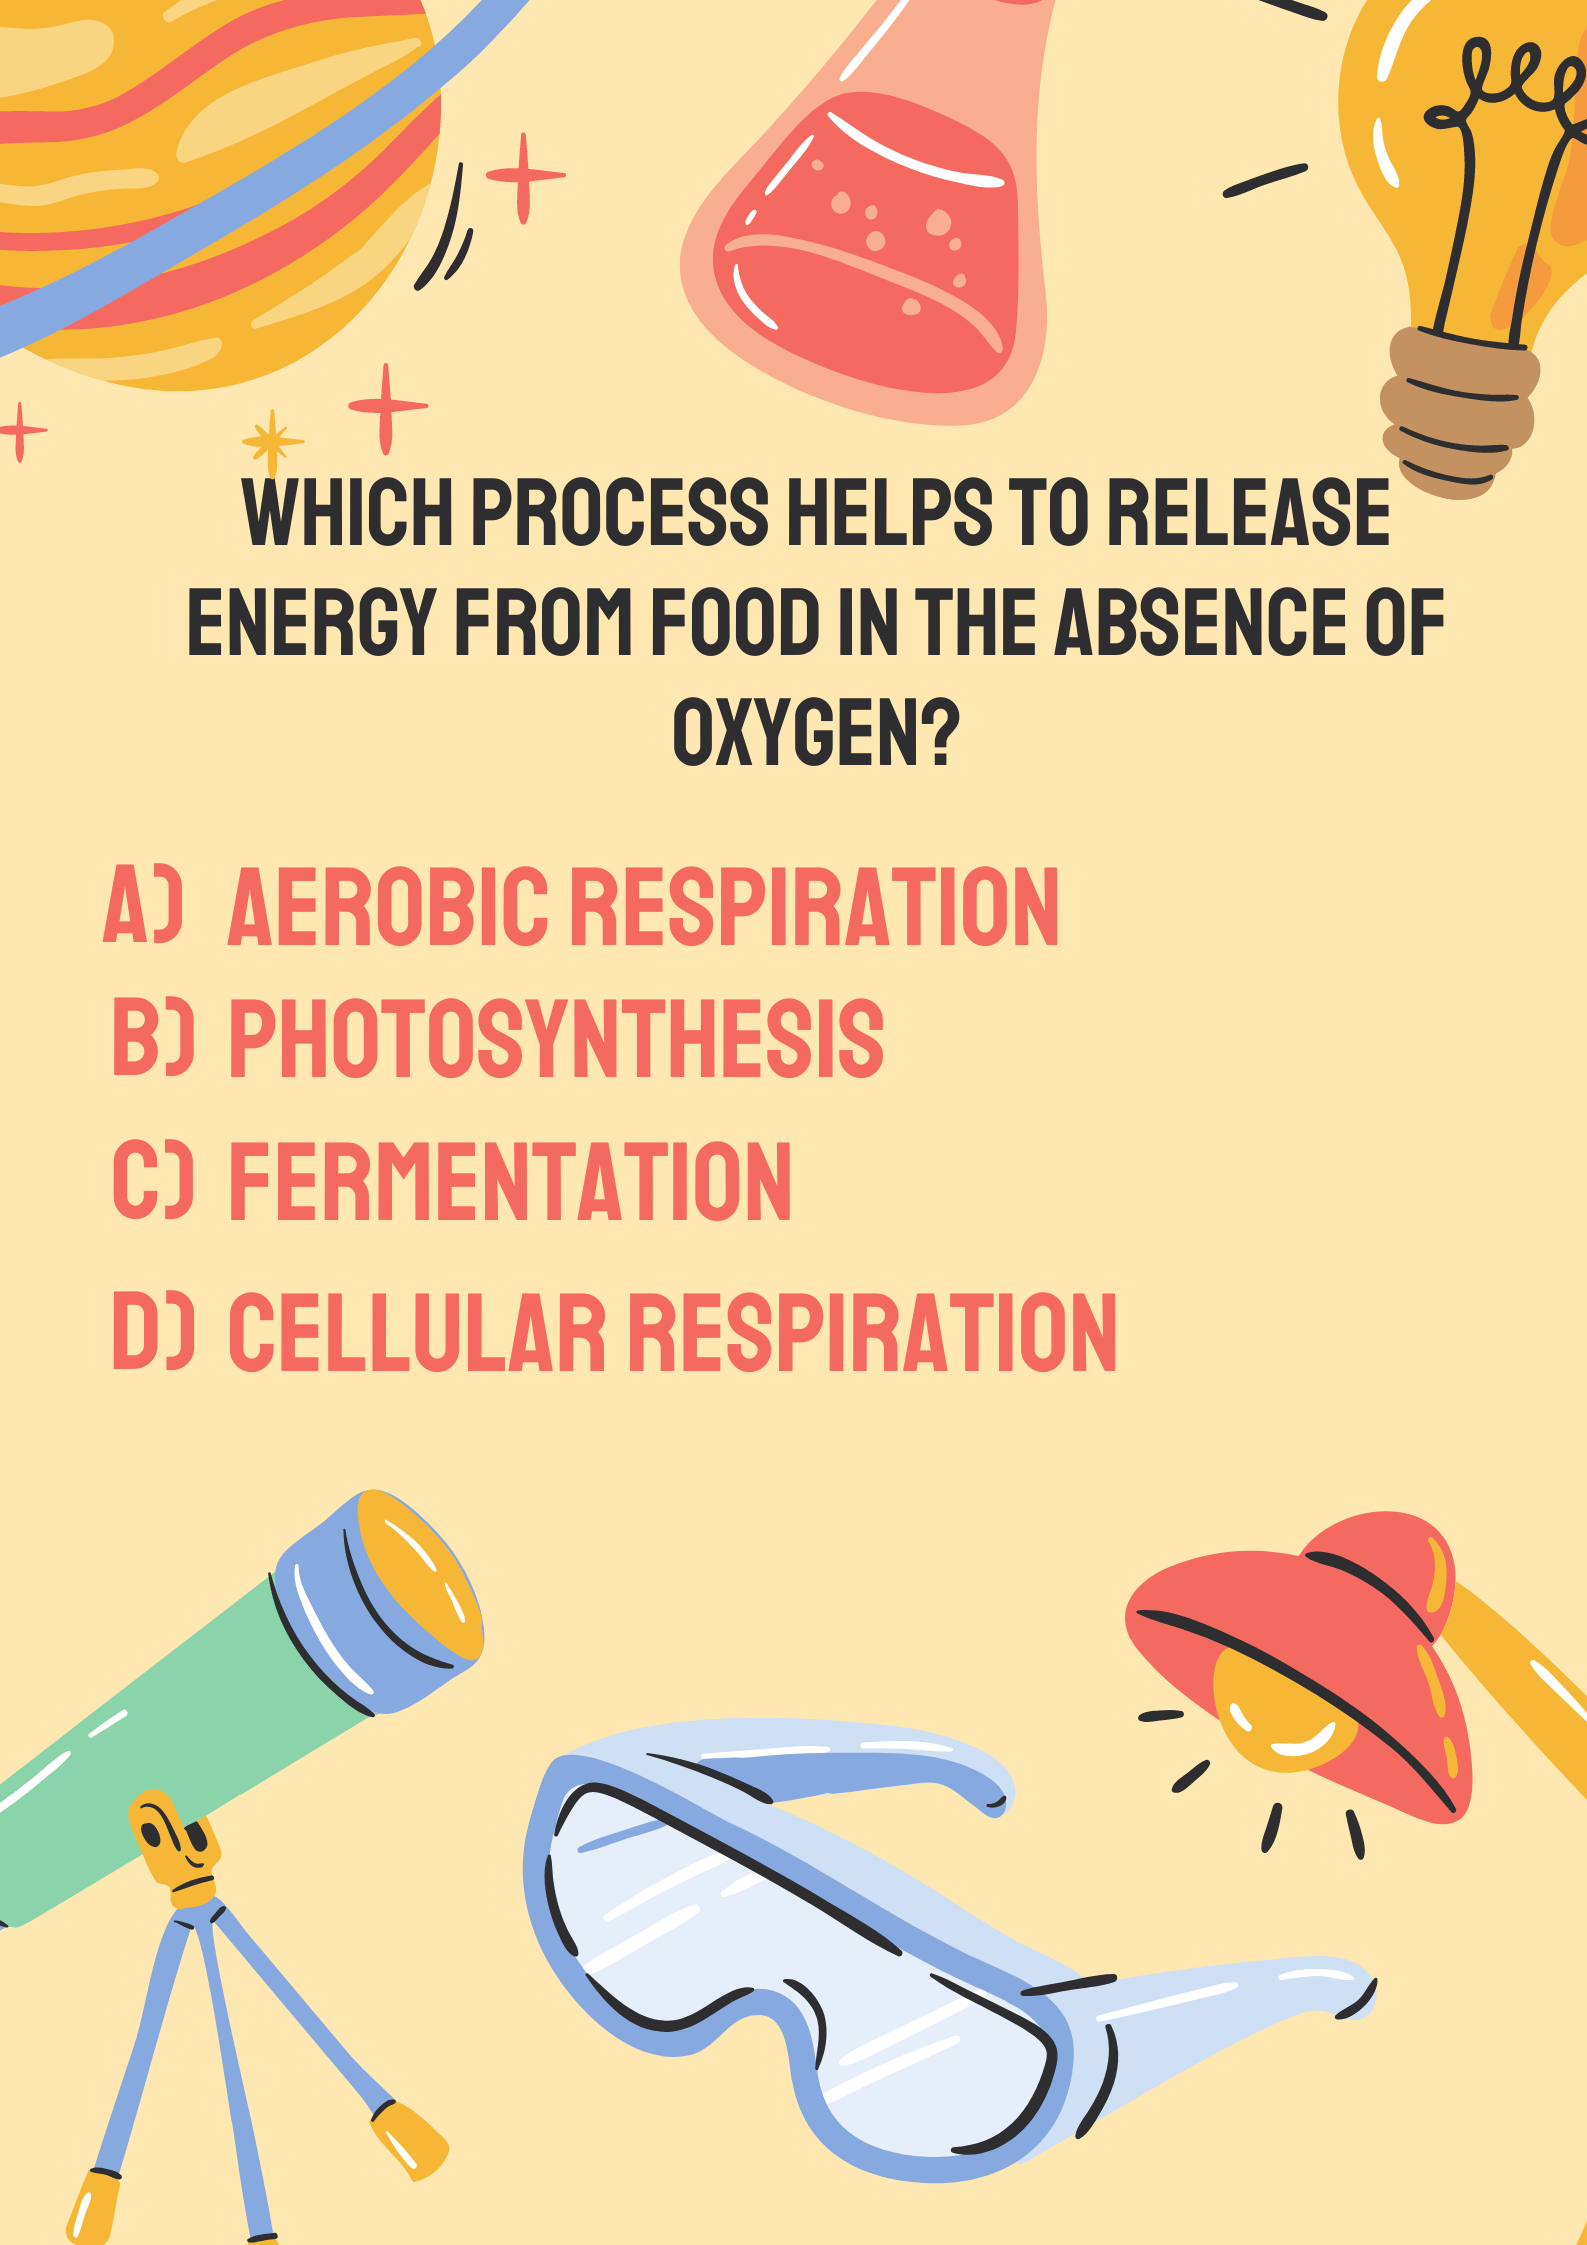 WHICH PROCESS HELPS TO RELEASE
ENERGY FROM FOOD IN THE ABSENCE OF
OXYGEN?
A) AEROBIC RESPIRATION
B) PHOTOSYNTHESIS
C) FERMENTATION
D) CELLULAR RESPIRATION